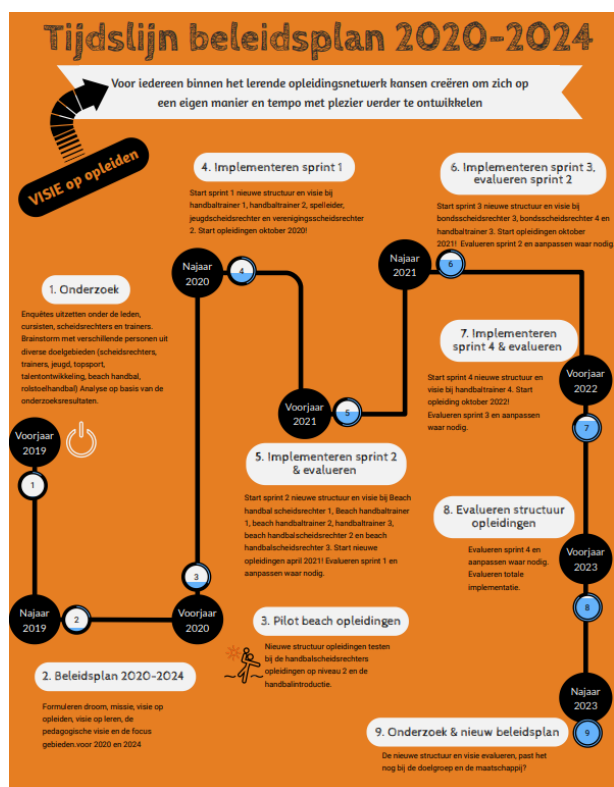 Tijdslijn beleidsplan 2020-2024
Voor iedereen binnen het lerende opleidingsnetwerk kansen creëren om zich op
een eigen manier en tempo met plezier verder te ontwikkelen
VISIE op opleiden
1. Onderzoek
Enquêtes uitzetten onder de leden,
cursisten, scheidsrechters en trainers.
Brainstorm met verschillende personen uit
diverse doelgebieden (scheidsrechters,
trainers, jeugd, topsport,
talentontwikkeling, beach handbal,
rolstoelhandbal) Analyse op basis van de
onderzoeksresultaten.
Voorjaar
2019
1
Najaar
2019
2
2. Beleidsplan 2020-2024
Formuleren droom, missie, visie op
opleiden, visie op leren, de
pedagogische visie en de focus
gebieden voor 2020 en 2024
3
Voorjaar
2020
3. Pilot beach opleidingen
Nieuwe structuur opleidingen testen
bij de handbalscheidsrechters
opleidingen op niveau 2 en de
handbalintroductie.
4. Implementeren sprint 1
Start sprint 1 nieuwe structuur en visie bij
handbaltrainer 1, handbaltrainer 2, spelleider,
jeugdscheidsrechter en verenigingsscheidsrechter
2. Start opleidingen oktober 2020!
Najaar
2020
4
Voorjaar
2021
5
5. Implementeren sprint 2
& evalueren
Start sprint 2 nieuwe structuur en visie bij Beach
handbal scheidsrechter 1, Beach handbaltrainer
1, beach handbaltrainer 2, handbaltrainer 3,
beach handbalscheidsrechter 2 en beach
handbalscheidsrechter 3. Start nieuwe
opleidingen april 2021! Evalueren sprint 1 en
aanpassen waar nodig.
6. Implementeren sprint 3,
evalueren sprint 2
Start sprint 3 nieuwe structuur en visie bij
bondsscheidsrechter 3, bondsscheidsrechter 4 en
handbaltrainer 3. Start opleidingen oktober
2021! Evalueren sprint 2 en aanpassen waar nodig.
Najaar
2021
6
7. Implementeren
sprint 4 & evalueren
Start sprint 4 nieuwe structuur en
visie bij handbaltrainer 4. Start
opleiding oktober 2022!
Evalueren sprint 3 en aanpassen
waar nodig.
Voorjaar
2022
7
8. Evalueren structuur
opleidingen
Evalueren sprint 4 en
aanpassen waar nodig.
Evalueren totale
implementatie.
Voorjaar
2023
8
Najaar
2023
9
9. Onderzoek & nieuw beleidsplan
De nieuwe structuur en visie evalueren, past het
nog bij de doelgroep en de maatschappij?